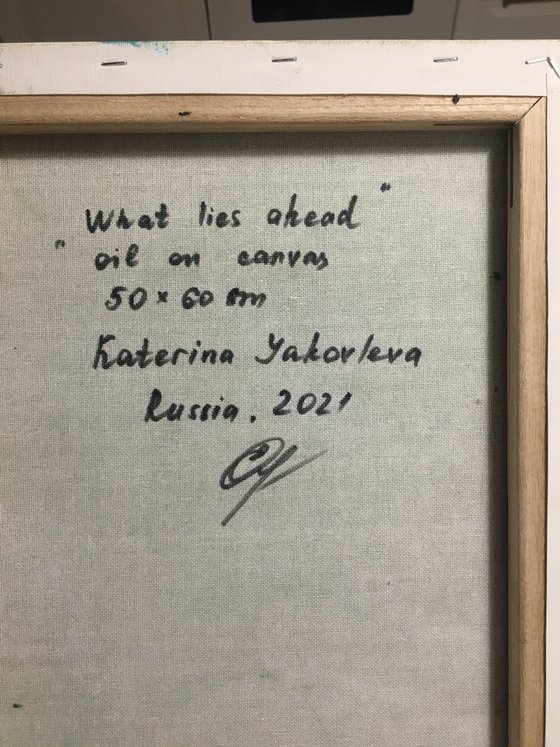 "What lies ahead"
oil on canvas
50 × 60 cm
Katerina Yakovleva
Russia, 2021